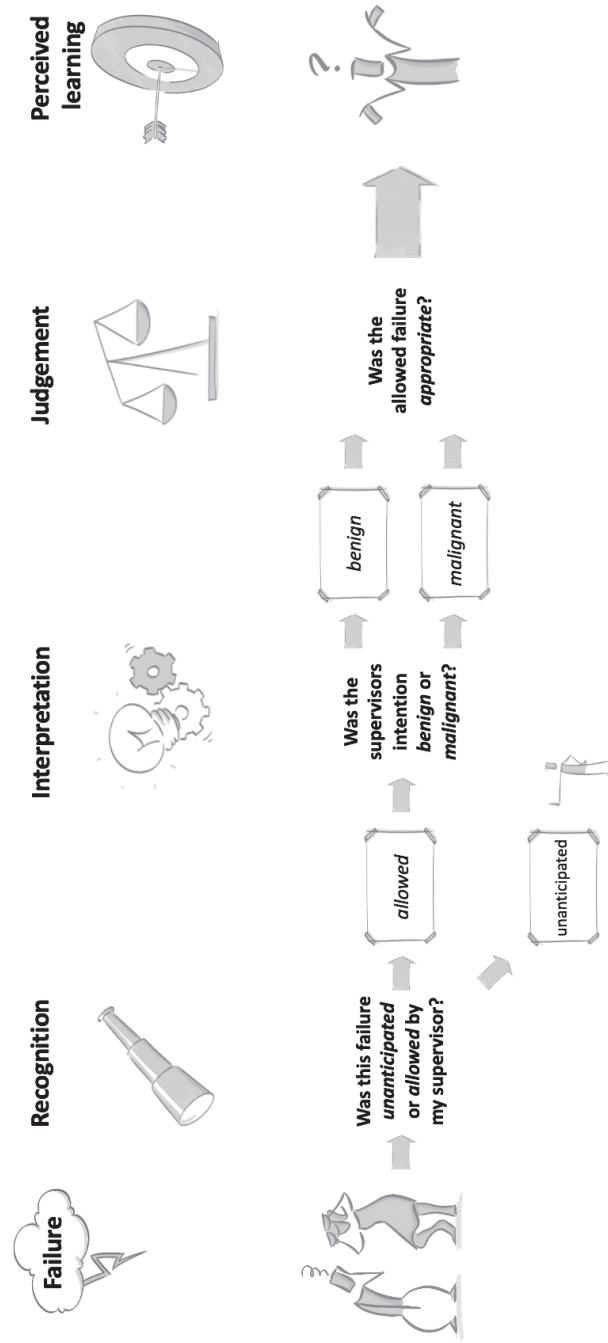 Failure
Recognition
Interpretation
Judgement
Perceived
learning
Was this failure
unanticipated
or allowed by
my supervisor?
allowed
unanticipated
Was the
supervisors
intention
benign or
malignant?
benign
malignant
Was the
allowed failure
appropriate?
?